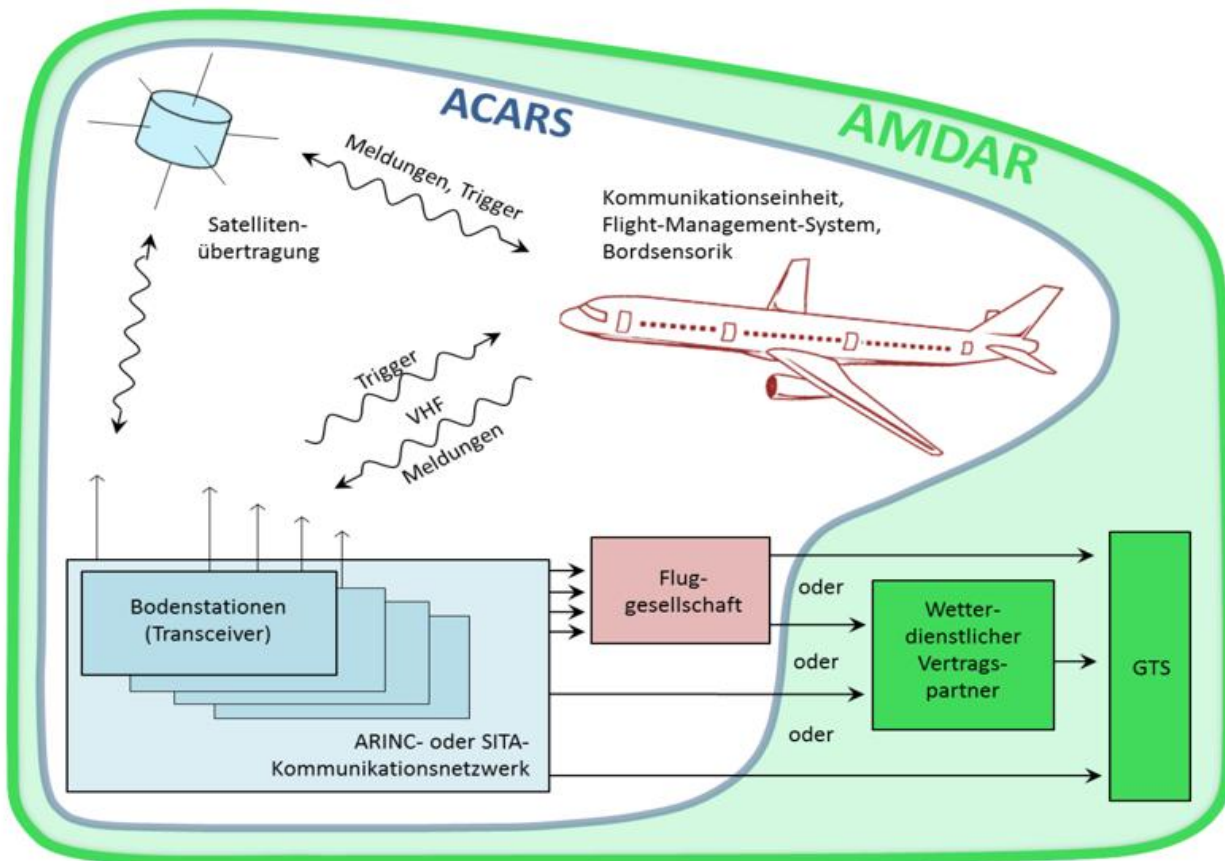 ACARS
AMDAR
Meldungen, Trigger
Satelliten-
übertragung
Kommunikationseinheit,
Flight-Management-System,
Bordsensorik
Trigger
VHF
Meldungen
Bodenstationen
(Transceiver)
ARINC- oder SITA-
Kommunikationsnetzwerk
Flug-
gesellschaft
oder
oder
oder
Wetter-
dienstlicher
Vertrags-
partner
GTS